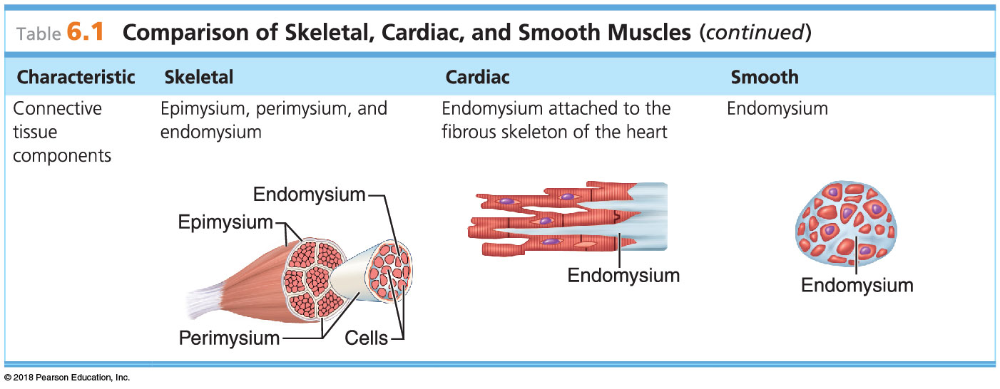 Table 6.1 Comparison of Skeletal, Cardiac, and Smooth Muscles (continued)
Characteristic Skeletal Cardiac Smooth
Connective tissue components
Epimysium, perimysium, and
endomysium
Endomysium attached to the
fibrous skeleton of the heart
Endomysium
Endomysium
Epimysium
Perimysium
Cells
Endomysium
Endomysium
© 2018 Pearson Education, Inc.